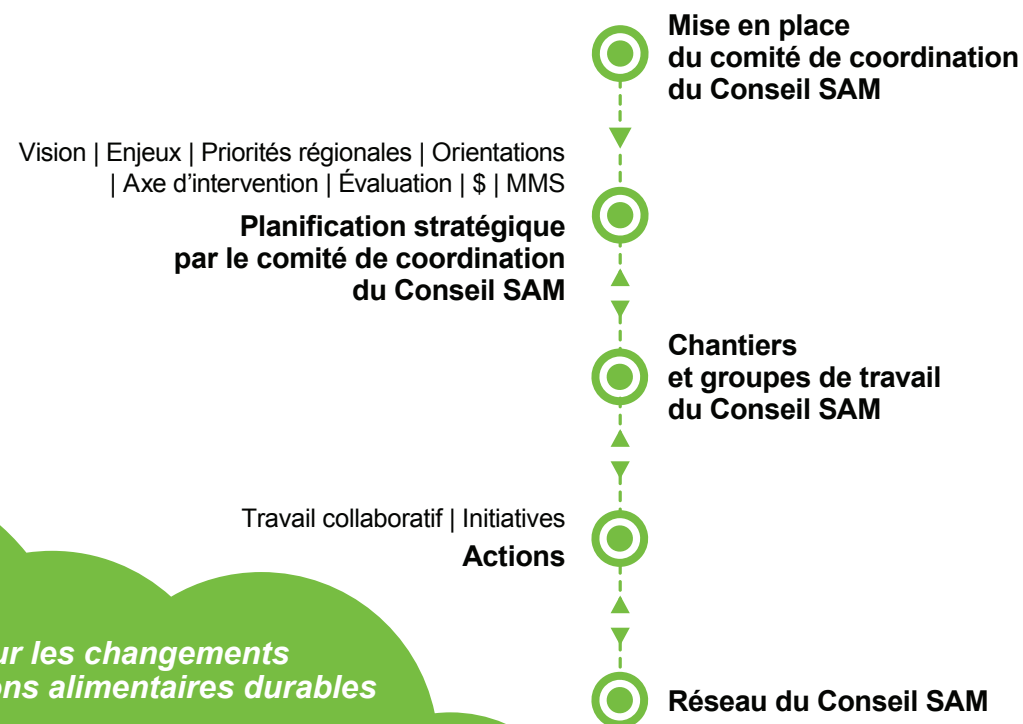 Mise en place
du comité de coordination
du Conseil SAM
Vision | Enjeux | Priorités régionales | Orientations
| Axe d'intervention | Évaluation | $ | MMS
Planification stratégique
par le comité de coordination
du Conseil SAM
Chantiers
et groupes de travail
du Conseil SAM
Travail collaboratif | Initiatives
Actions
les changements
alimentaires durables
Réseau du Conseil SAM